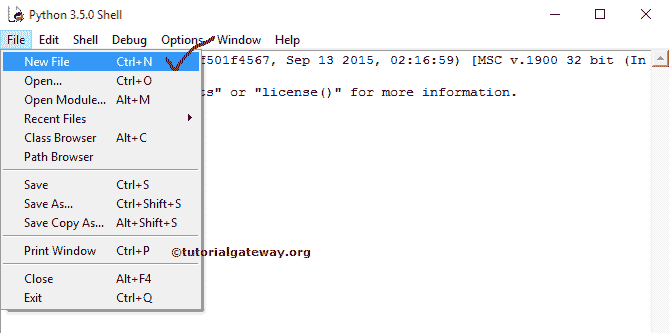 Python 3.5.0 Shell
File Edit Shell Debug Options Window Help
New File Ctrl+N f501f4567, Sep 13 2015, 02:16:59) [MSC v.1900 32 bit (In
Open... Ctrl+O
Open Module... Alt+M ts" or "license()" for more information.
Recent Files
Class Browser Alt+C
Path Browser
Save Ctrl+S
Save As... Ctrl+Shift+S
Save Copy As... Alt+Shift+S
Print Window Ctrl+P
©tutorialgateway.org
Close Alt+F4
Exit Ctrl+Q